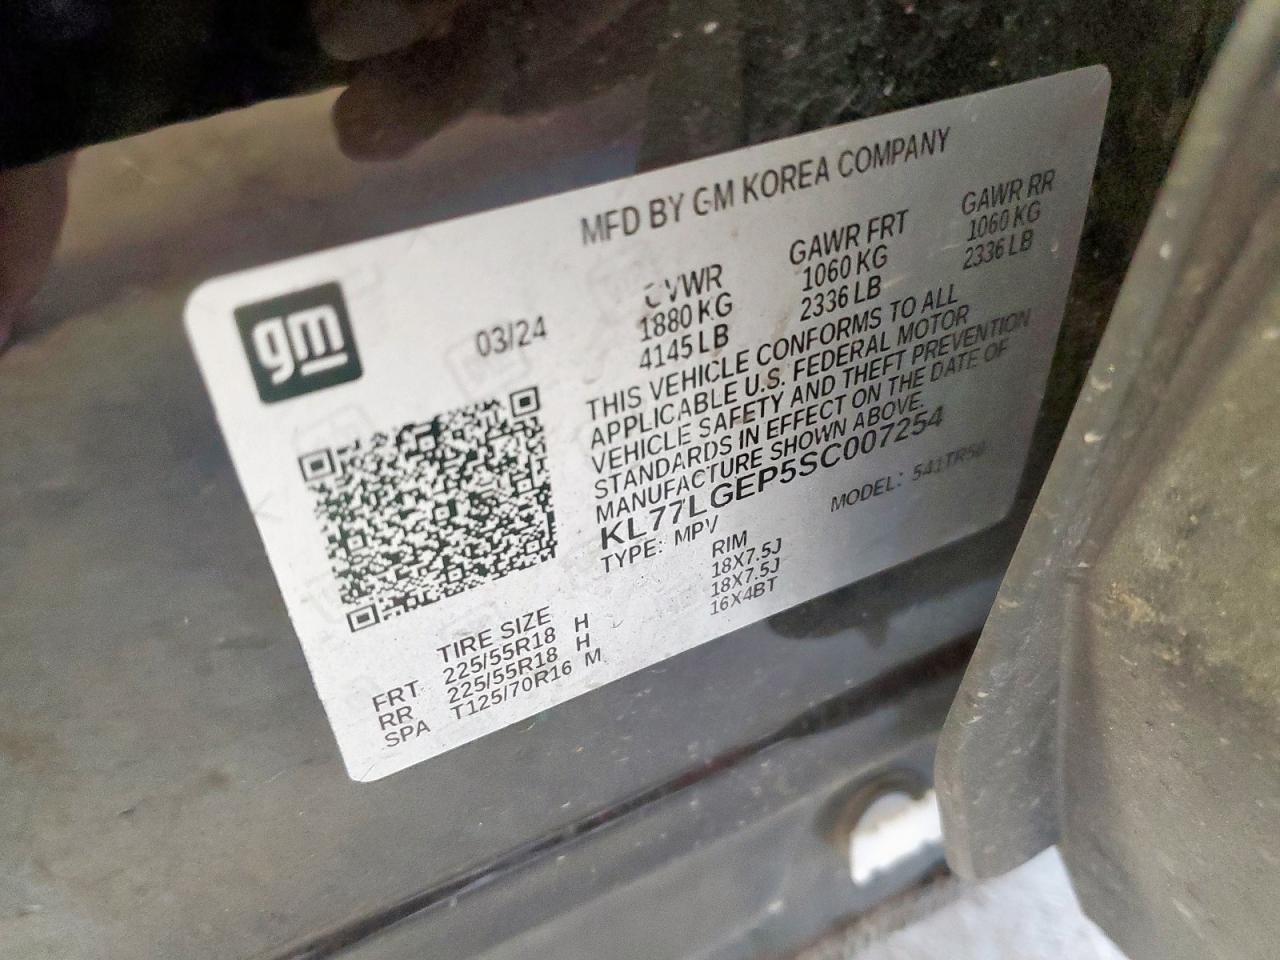 MFD BY GM KOREA COMPANY
gm
03/24
GVWR GAWR FRT GAWR RR
1880 KG 1060 KG 1060 KG
4145 LB 2336 LB 2336 LB
THIS VEHICLE CONFORMS TO ALL
APPLICABLE U.S. FEDERAL MOTOR
VEHICLE SAFETY AND THEFT PREVENTION
STANDARDS IN EFFECT ON THE DATE OF
MANUFACTURE SHOWN ABOVE.
KL77LGEP5SC007254
TYPE: MPV MODEL:
TIRE SIZE RIM
FRT 225/55R18 H 18X7.5J
RR 225/55R18 H 18X7.5J
SPA T125/70R16 M 16X4BT